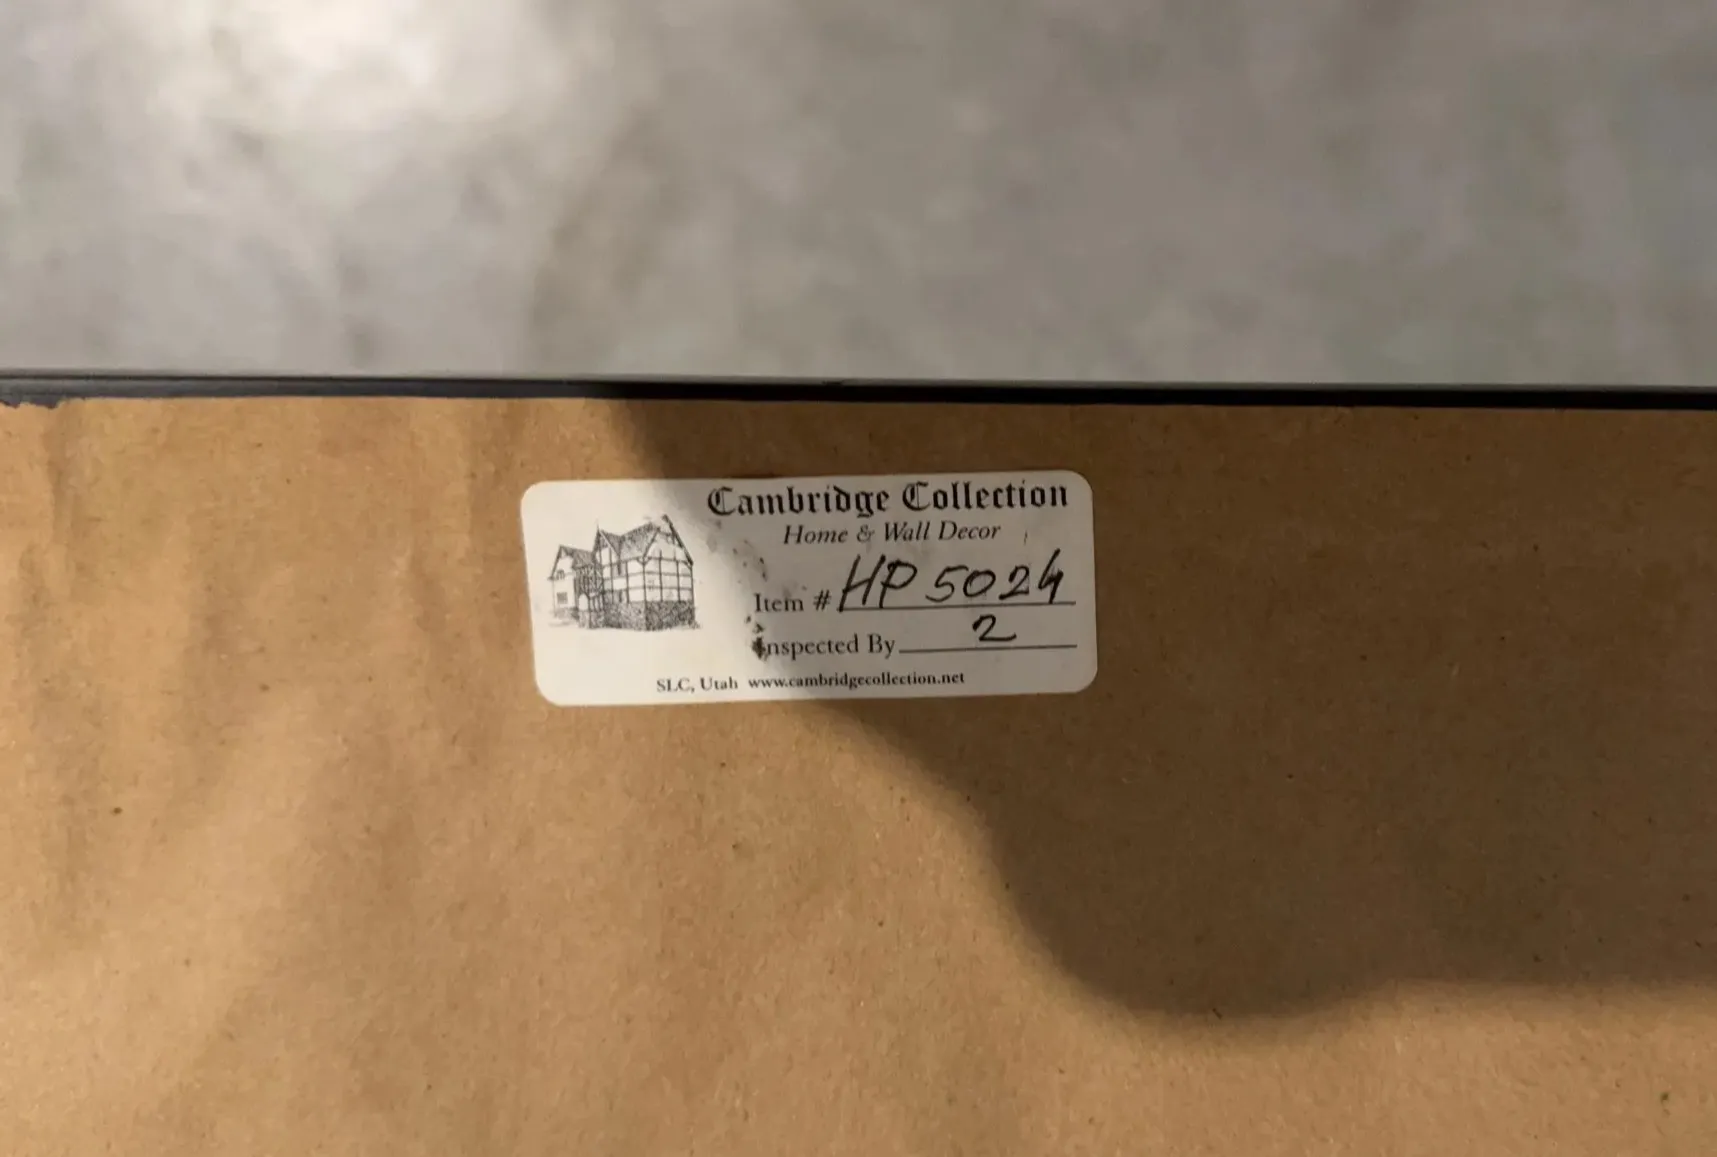 Cambridge Collection
Home & Wall Decor
Item # HP 5024
Inspected By 2
SLC, Utah www.cambridgecollection.net